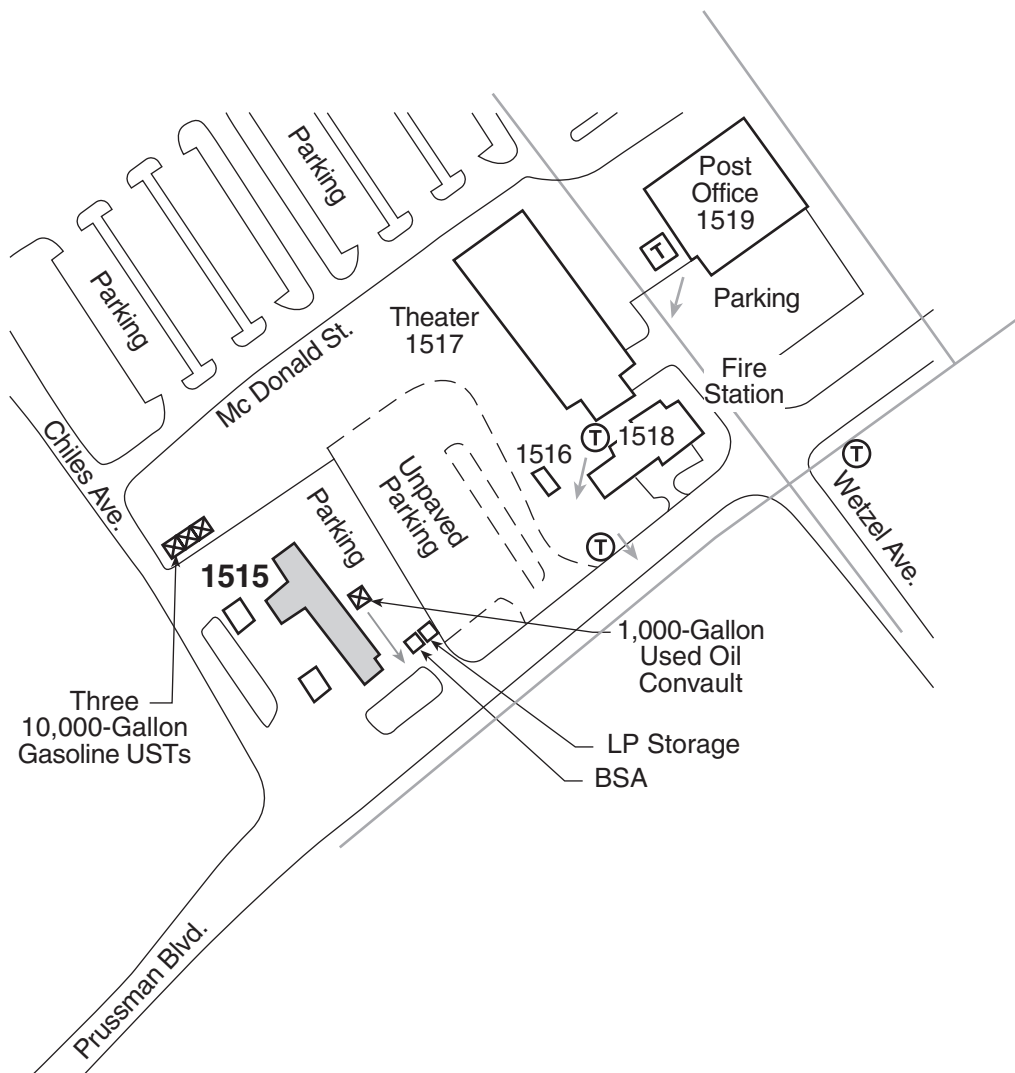 Parking
Post
Office
1519
T
Parking
Parking
Theater
1517
Mc Donald St.
Fire
Station
Chiles Ave.
T
1518
1516
T
Wetzel Ave.
Unpaved
Parking
Parking
T
1515
1,000-Gallon
Used Oil
Convault
Three
10,000-Gallon
Gasoline USTs
LP Storage
BSA
Prussman Blvd.